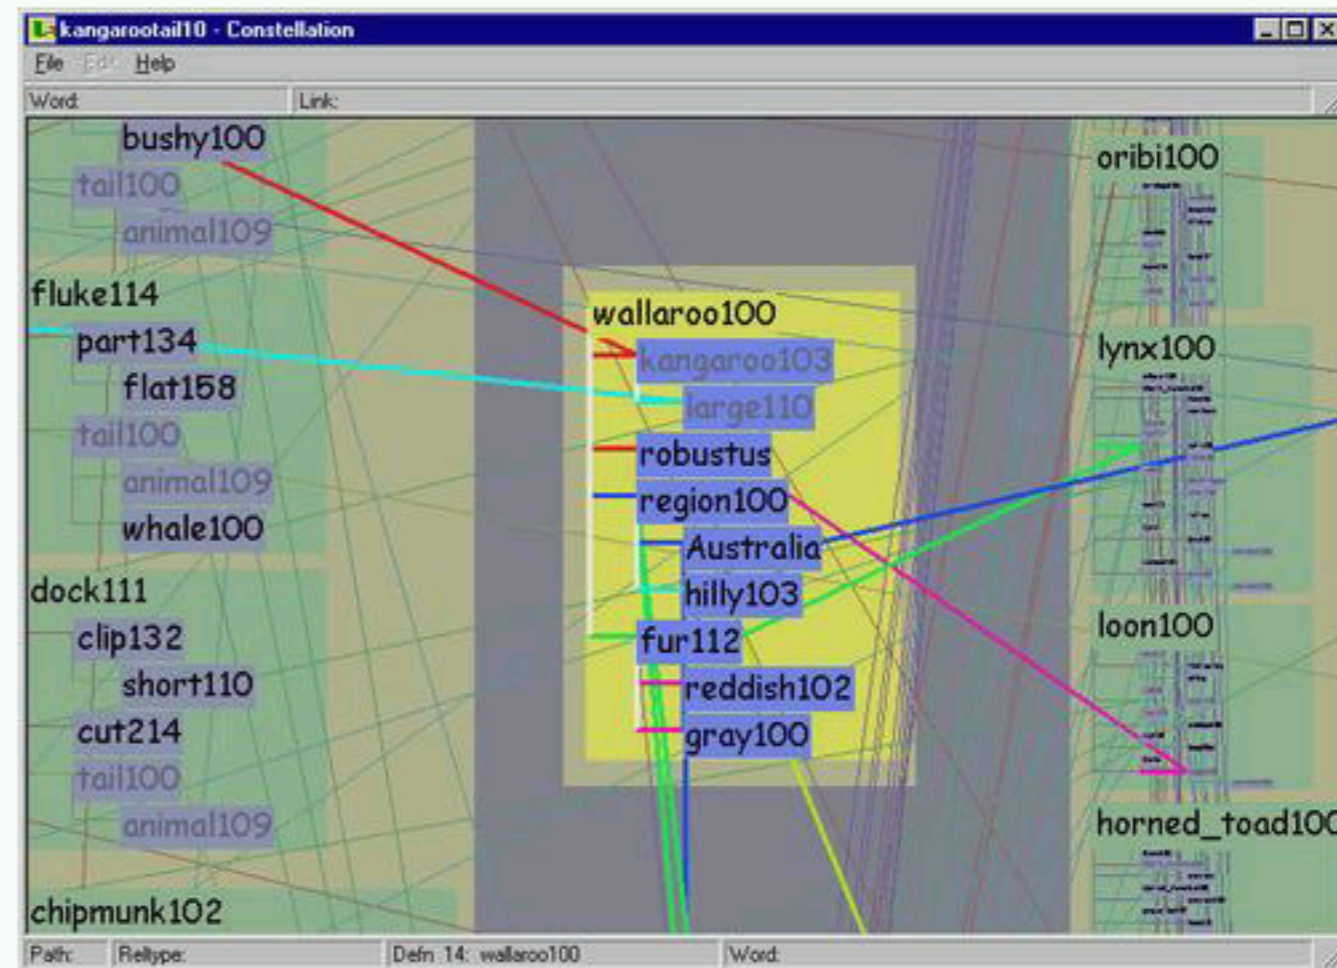 kangarootail10 - Constellation
File Edit Help
Word: Link:
bushy100
tail100
animal109
fluke114
part134
flat158
tail100
animal109
whale100
dock111
clip132
short110
cut214
tail100
animal109
chipmunk102
wallaroo100
kangaroo103
large110
robustus
region100
Australia
hilly103
fur112
reddish102
gray100
oribi100
lynx100
loon100
horned_toad100
Path: Reltype: Defn 14: wallaroo100 Word: